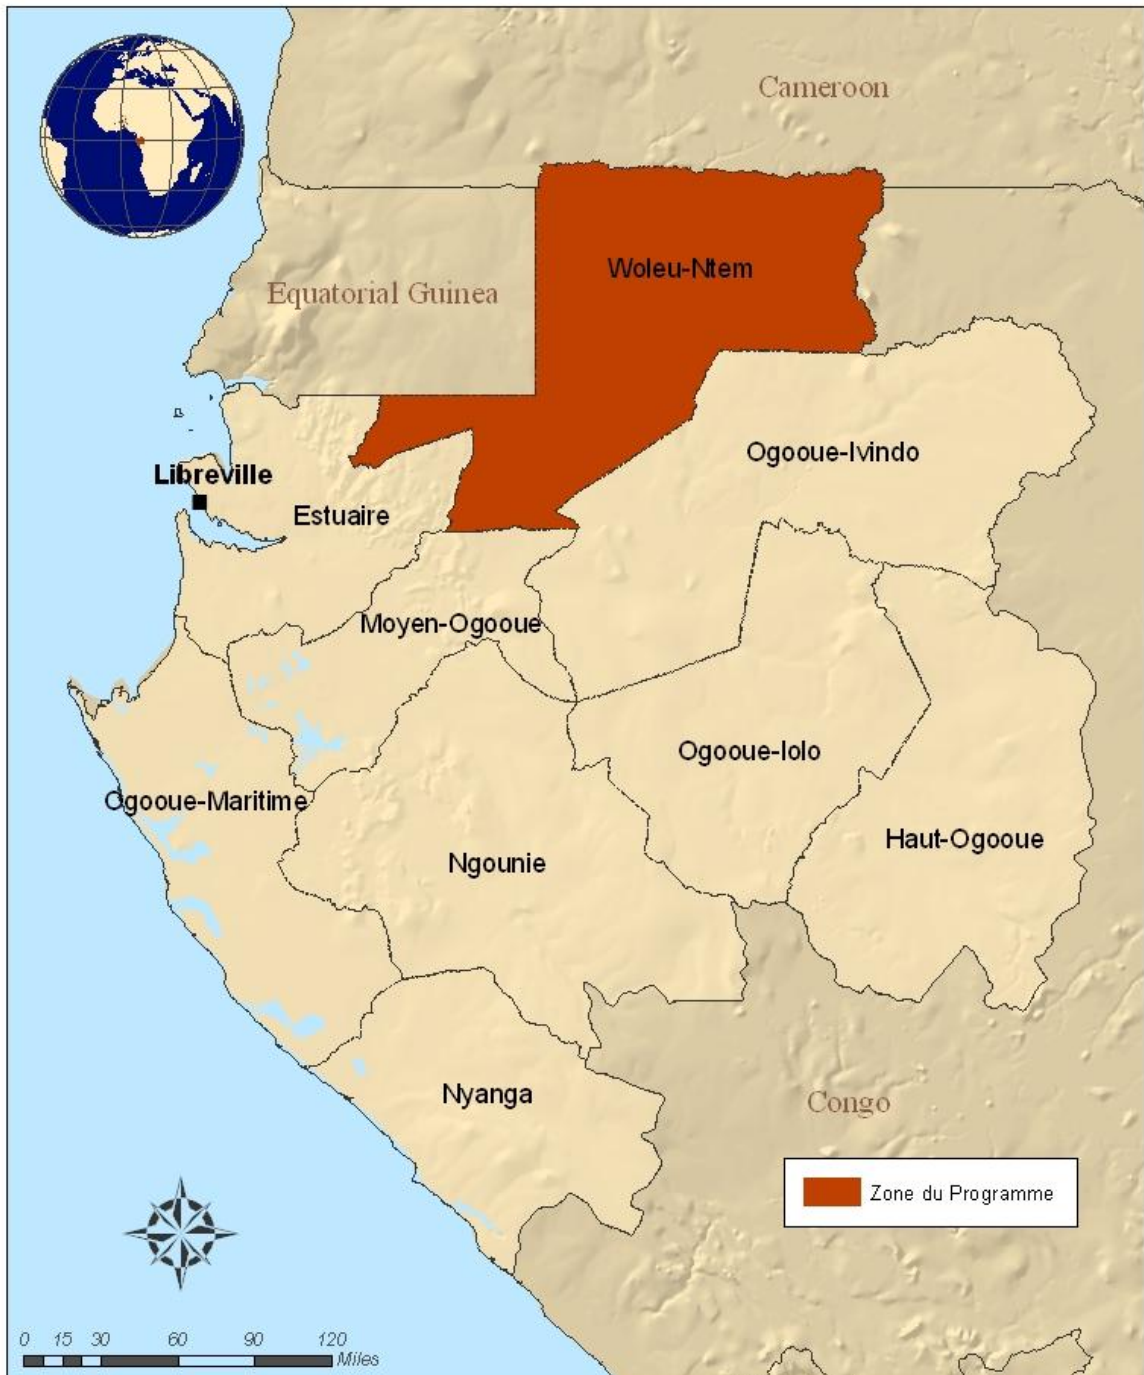 Cameroon
Woleu-Ntem
Equatorial Guinea
Ogooue-Ivindo
Libreville
Estuaire
Moyen-Ogooue
Ogooue-lolo
Ogooue-Maritime
Haut-Ogooue
Ngounie
Nyanga
Congo
Zone du Programme
0 15 30 60 90 120
Miles